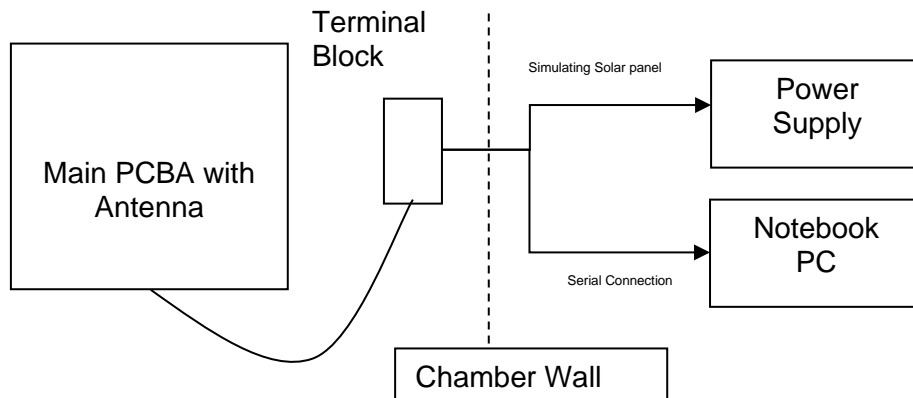 Terminal
Block
Simulating Solar panel
Power
Supply
Main PCBA with
Antenna
Notebook
PC
Serial Connection
Chamber Wall